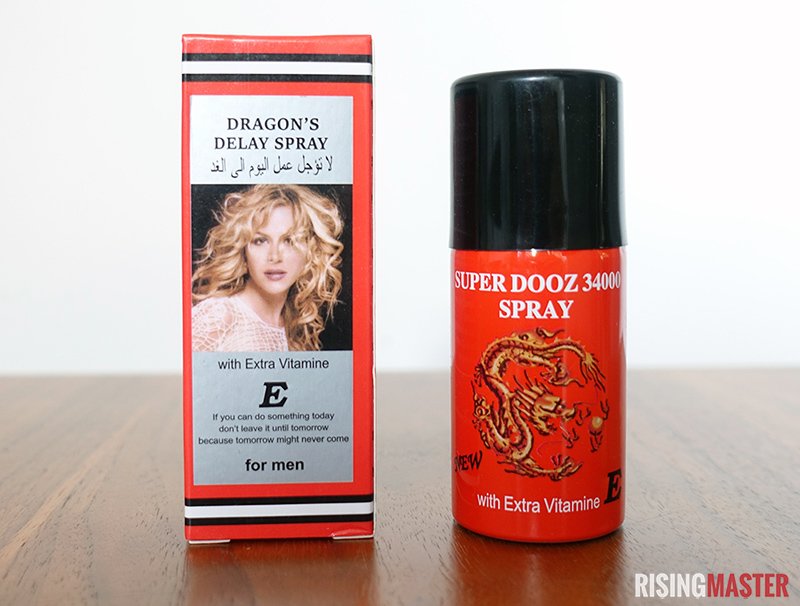 DRAGON'S
DELAY SPRAY
لا تؤجل عمل اليوم الى الغد
with Extra Vitamine
E
If you can do something today
don't leave it until tomorrow
because tomorrow might never come
for men
SUPER DOOZ 34000
SPRAY
NEW
with Extra Vitamine E
RISINGMASTER